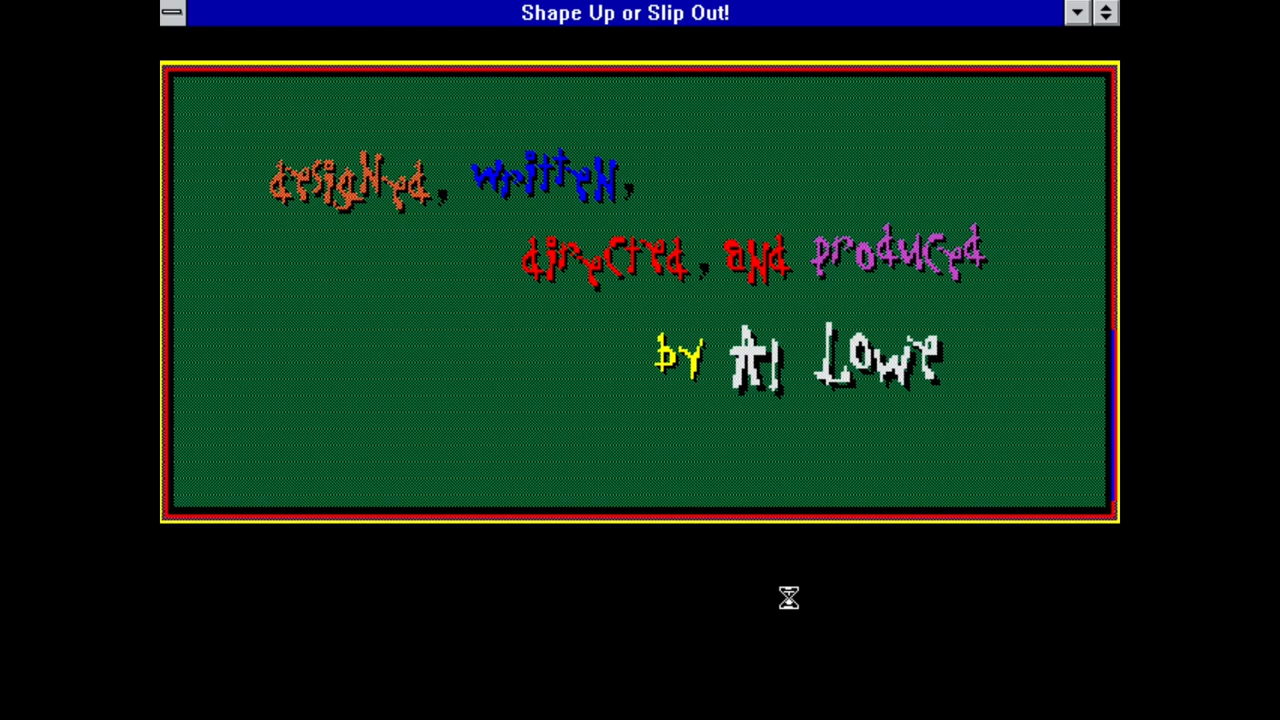 Shape Up or Slip Out!
designed, written,
directed, and produced
by Al Lowe